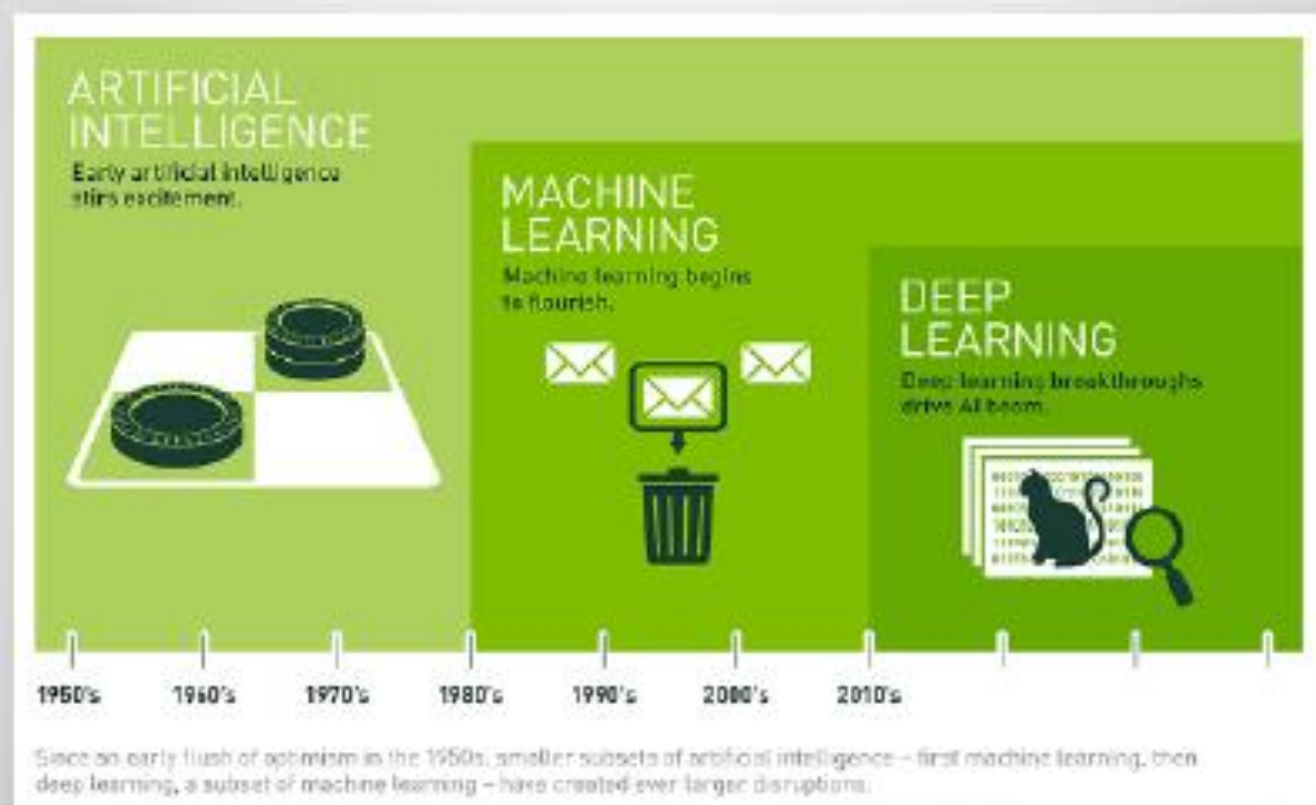 ARTIFICIAL
INTELLIGENCE
Early artificial intelligence
stirs excitement.
MACHINE
LEARNING
Machine learning begins
to flourish.
DEEP
LEARNING
Deep learning breakthroughs
drive AI boom.
1950's 1960's 1970's 1980's 1990's 2000's 2010's
Since an early flush of optimism in the 1950s, smaller subsets of artificial intelligence – first machine learning, then
deep learning, a subset of machine learning – have created ever larger disruptions.